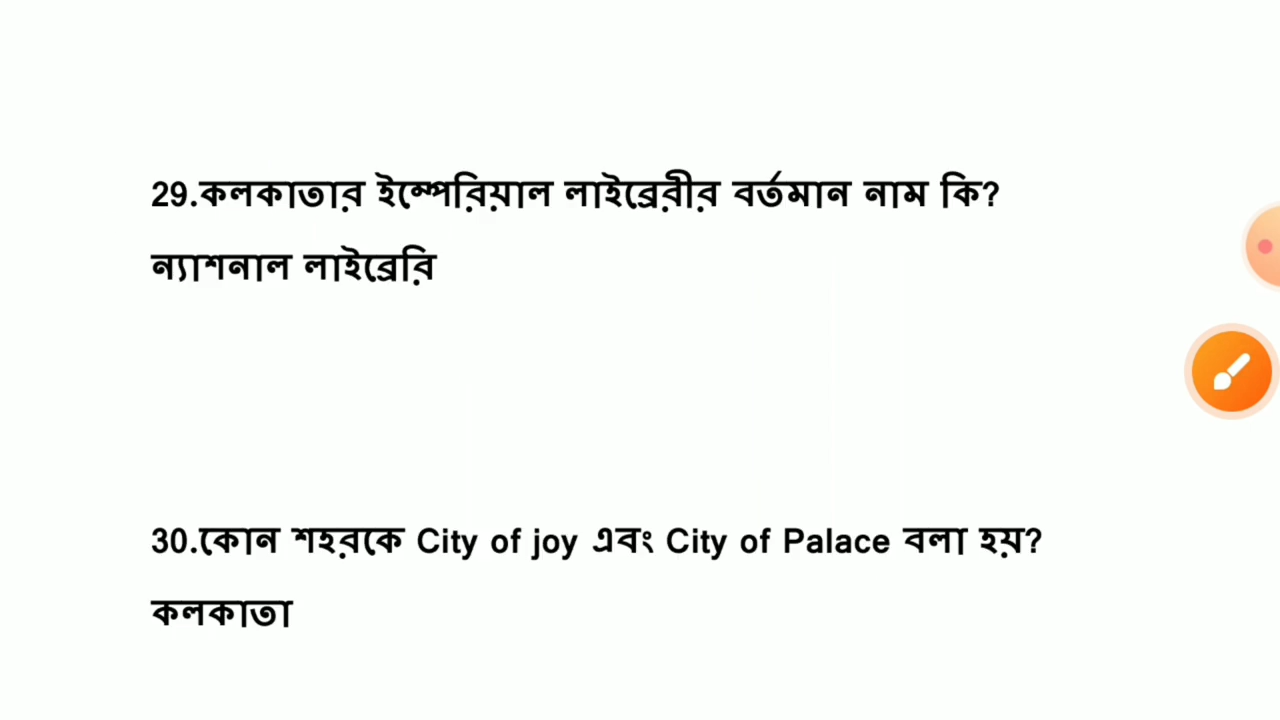 29.কলকাতার ইম্পেরিয়াল লাইব্রেরীর বর্তমান নাম কি?
ন্যাশনাল লাইব্রেরি
30.কোন শহরকে City of joy এবং City of Palace বলা হয়?
কলকাতা